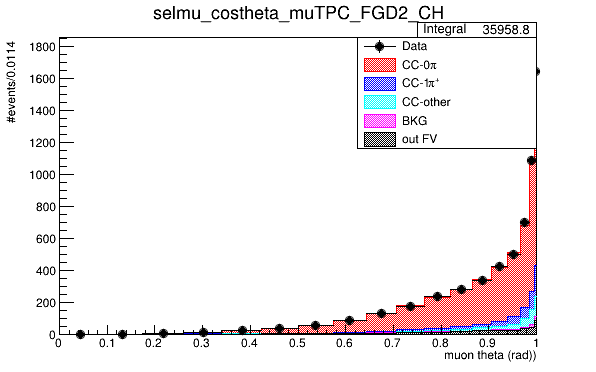 selmu_costheta_muTPC_FGD2_CH
Integral 35958.8
#events/0.0114
Data
CC-0π
CC-1π⁺
CC-other
BKG
out FV
1800
1600
1400
1200
1000
800
600
400
200
0
0 0.1 0.2 0.3 0.4 0.5 0.6 0.7 0.8 0.9 1
muon theta (rad))